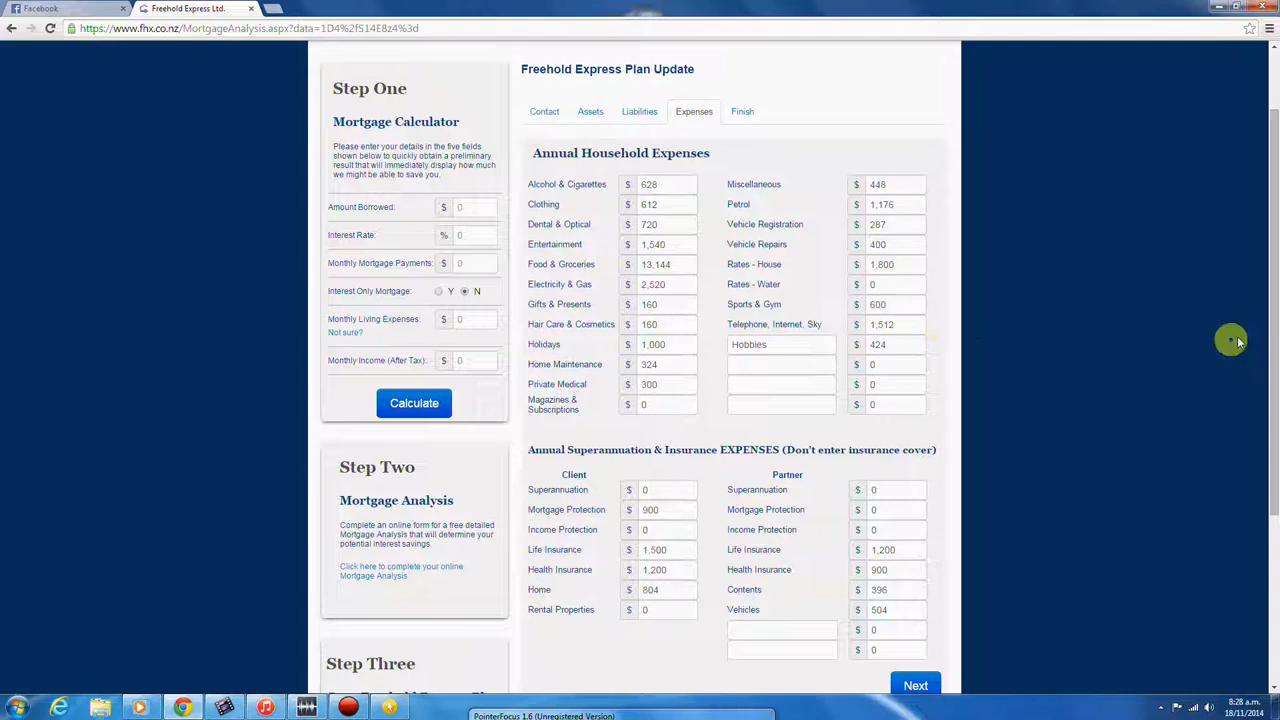 Facebook
Freehold Express Ltd.
https://www.fhx.co.nz/MortgageAnalysis.aspx?data=1D4%2fS14E8z4%3d
Step One
Mortgage Calculator
Please enter your details in the five fields
shown below to quickly obtain a preliminary
result that will immediately display how much
we might be able to save you.
Amount Borrowed: $ 0
Interest Rate: % 0
Monthly Mortgage Payments: $ 0
Interest Only Mortgage: Y N
Monthly Living Expenses: $ 0
Not sure?
Monthly Income (After Tax): $ 0
Calculate
Step Two
Mortgage Analysis
Complete an online form for a free detailed
Mortgage Analysis that will determine your
potential interest savings.
Click here to complete your online
Mortgage Analysis
Step Three
Freehold Express Plan Update
Contact Assets Liabilities Expenses Finish
Annual Household Expenses
Alcohol & Cigarettes $ 628 Miscellaneous $ 448
Clothing $ 612 Petrol $ 1,176
Dental & Optical $ 720 Vehicle Registration $ 287
Entertainment $ 1,540 Vehicle Repairs $ 400
Food & Groceries $ 13,144 Rates - House $ 1,800
Electricity & Gas $ 2,520 Rates - Water $ 0
Gifts & Presents $ 160 Sports & Gym $ 600
Hair Care & Cosmetics $ 160 Telephone, Internet, Sky $ 1,512
Holidays $ 1,000 Hobbies $ 424
Home Maintenance $ 324 $ 0
Private Medical $ 300 $ 0
Magazines &
Subscriptions $ 0 $ 0
Annual Superannuation & Insurance EXPENSES (Don't enter insurance cover)
Client Partner
Superannuation $ 0 Superannuation $ 0
Mortgage Protection $ 900 Mortgage Protection $ 0
Income Protection $ 0 Income Protection $ 0
Life Insurance $ 1,500 Life Insurance $ 1,200
Health Insurance $ 1,200 Health Insurance $ 900
Home $ 804 Contents $ 396
Rental Properties $ 0 Vehicles $ 504
$ 0
$ 0
Next
PointerFocus 1.6 (Unregistered Version)
8:28 a.m.
18/11/2014